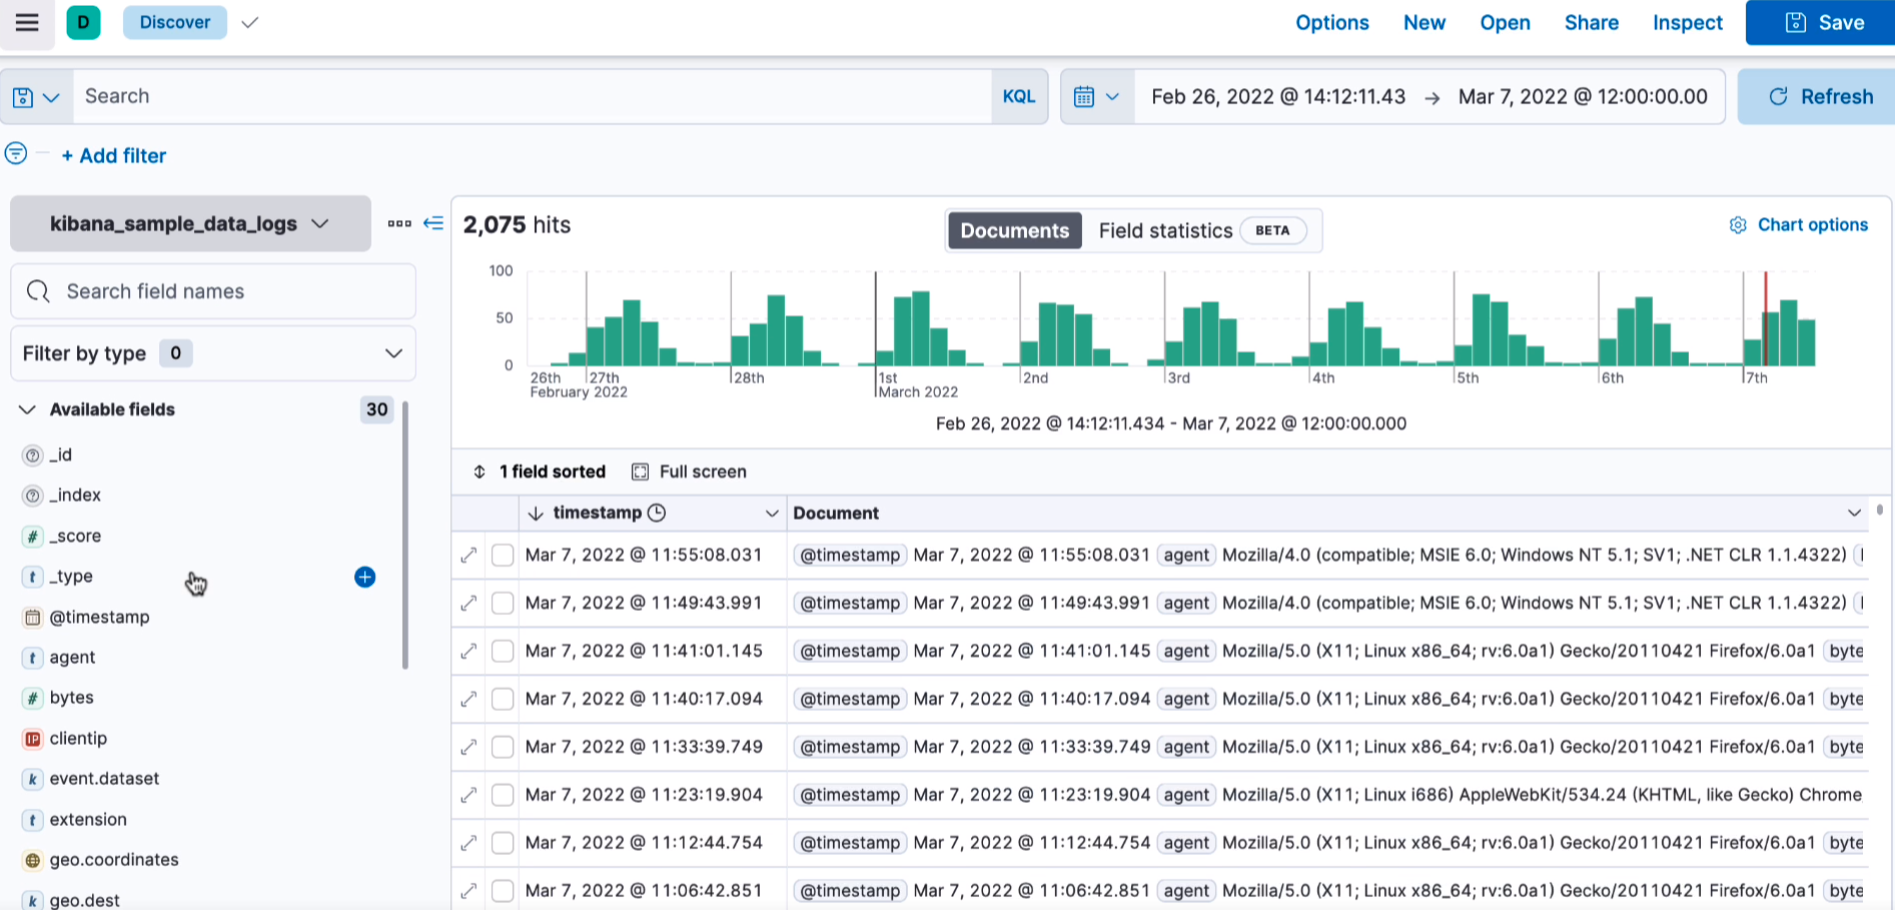 D Discover Options New Open Share Inspect Save
Search KQL Feb 26, 2022 @ 14:12:11.43 → Mar 7, 2022 @ 12:00:00.00 Refresh
+ Add filter
kibana_sample_data_logs
Search field names
Filter by type 0
Available fields 30
? _id
? _index
# _score
t _type
@timestamp
t agent
# bytes
IP clientip
k event.dataset
t extension
geo.coordinates
k geo.dest
2,075 hits
Documents Field statistics BETA
Chart options
100
50
0
26th 27th 28th 1st 2nd 3rd 4th 5th 6th 7th
February 2022 March 2022
Feb 26, 2022 @ 14:12:11.434 - Mar 7, 2022 @ 12:00:00.000
1 field sorted Full screen
timestamp Document
Mar 7, 2022 @ 11:55:08.031 @timestamp Mar 7, 2022 @ 11:55:08.031 agent Mozilla/4.0 (compatible; MSIE 6.0; Windows NT 5.1; SV1; .NET CLR 1.1.4322)
Mar 7, 2022 @ 11:49:43.991 @timestamp Mar 7, 2022 @ 11:49:43.991 agent Mozilla/4.0 (compatible; MSIE 6.0; Windows NT 5.1; SV1; .NET CLR 1.1.4322)
Mar 7, 2022 @ 11:41:01.145 @timestamp Mar 7, 2022 @ 11:41:01.145 agent Mozilla/5.0 (X11; Linux x86_64; rv:6.0a1) Gecko/20110421 Firefox/6.0a1 byte
Mar 7, 2022 @ 11:40:17.094 @timestamp Mar 7, 2022 @ 11:40:17.094 agent Mozilla/5.0 (X11; Linux x86_64; rv:6.0a1) Gecko/20110421 Firefox/6.0a1 byte
Mar 7, 2022 @ 11:33:39.749 @timestamp Mar 7, 2022 @ 11:33:39.749 agent Mozilla/5.0 (X11; Linux x86_64; rv:6.0a1) Gecko/20110421 Firefox/6.0a1 byte
Mar 7, 2022 @ 11:23:19.904 @timestamp Mar 7, 2022 @ 11:23:19.904 agent Mozilla/5.0 (X11; Linux i686) AppleWebKit/534.24 (KHTML, like Gecko) Chrome
Mar 7, 2022 @ 11:12:44.754 @timestamp Mar 7, 2022 @ 11:12:44.754 agent Mozilla/5.0 (X11; Linux x86_64; rv:6.0a1) Gecko/20110421 Firefox/6.0a1 byte
Mar 7, 2022 @ 11:06:42.851 @timestamp Mar 7, 2022 @ 11:06:42.851 agent Mozilla/5.0 (X11; Linux x86_64; rv:6.0a1) Gecko/20110421 Firefox/6.0a1 byte